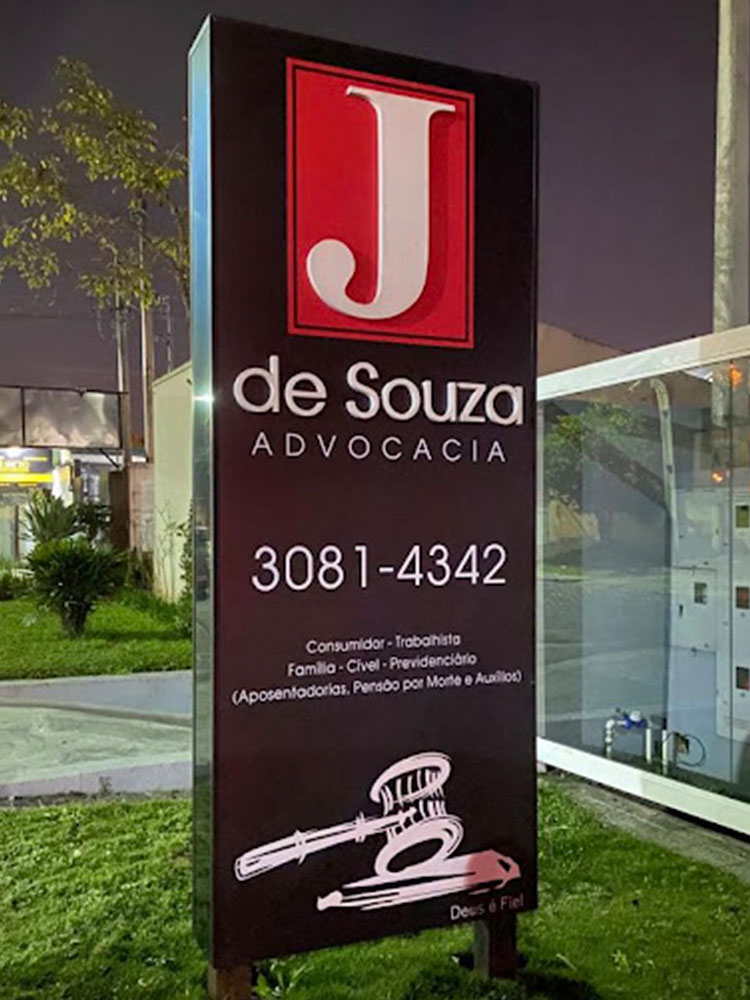 J
de Souza
ADVOCACIA
3081-4342
Consumidor - Trabalhista
Família - Cível - Previdenciário
(Aposentadorias, Pensão por Morte e Auxílios)
Deus é Fiel